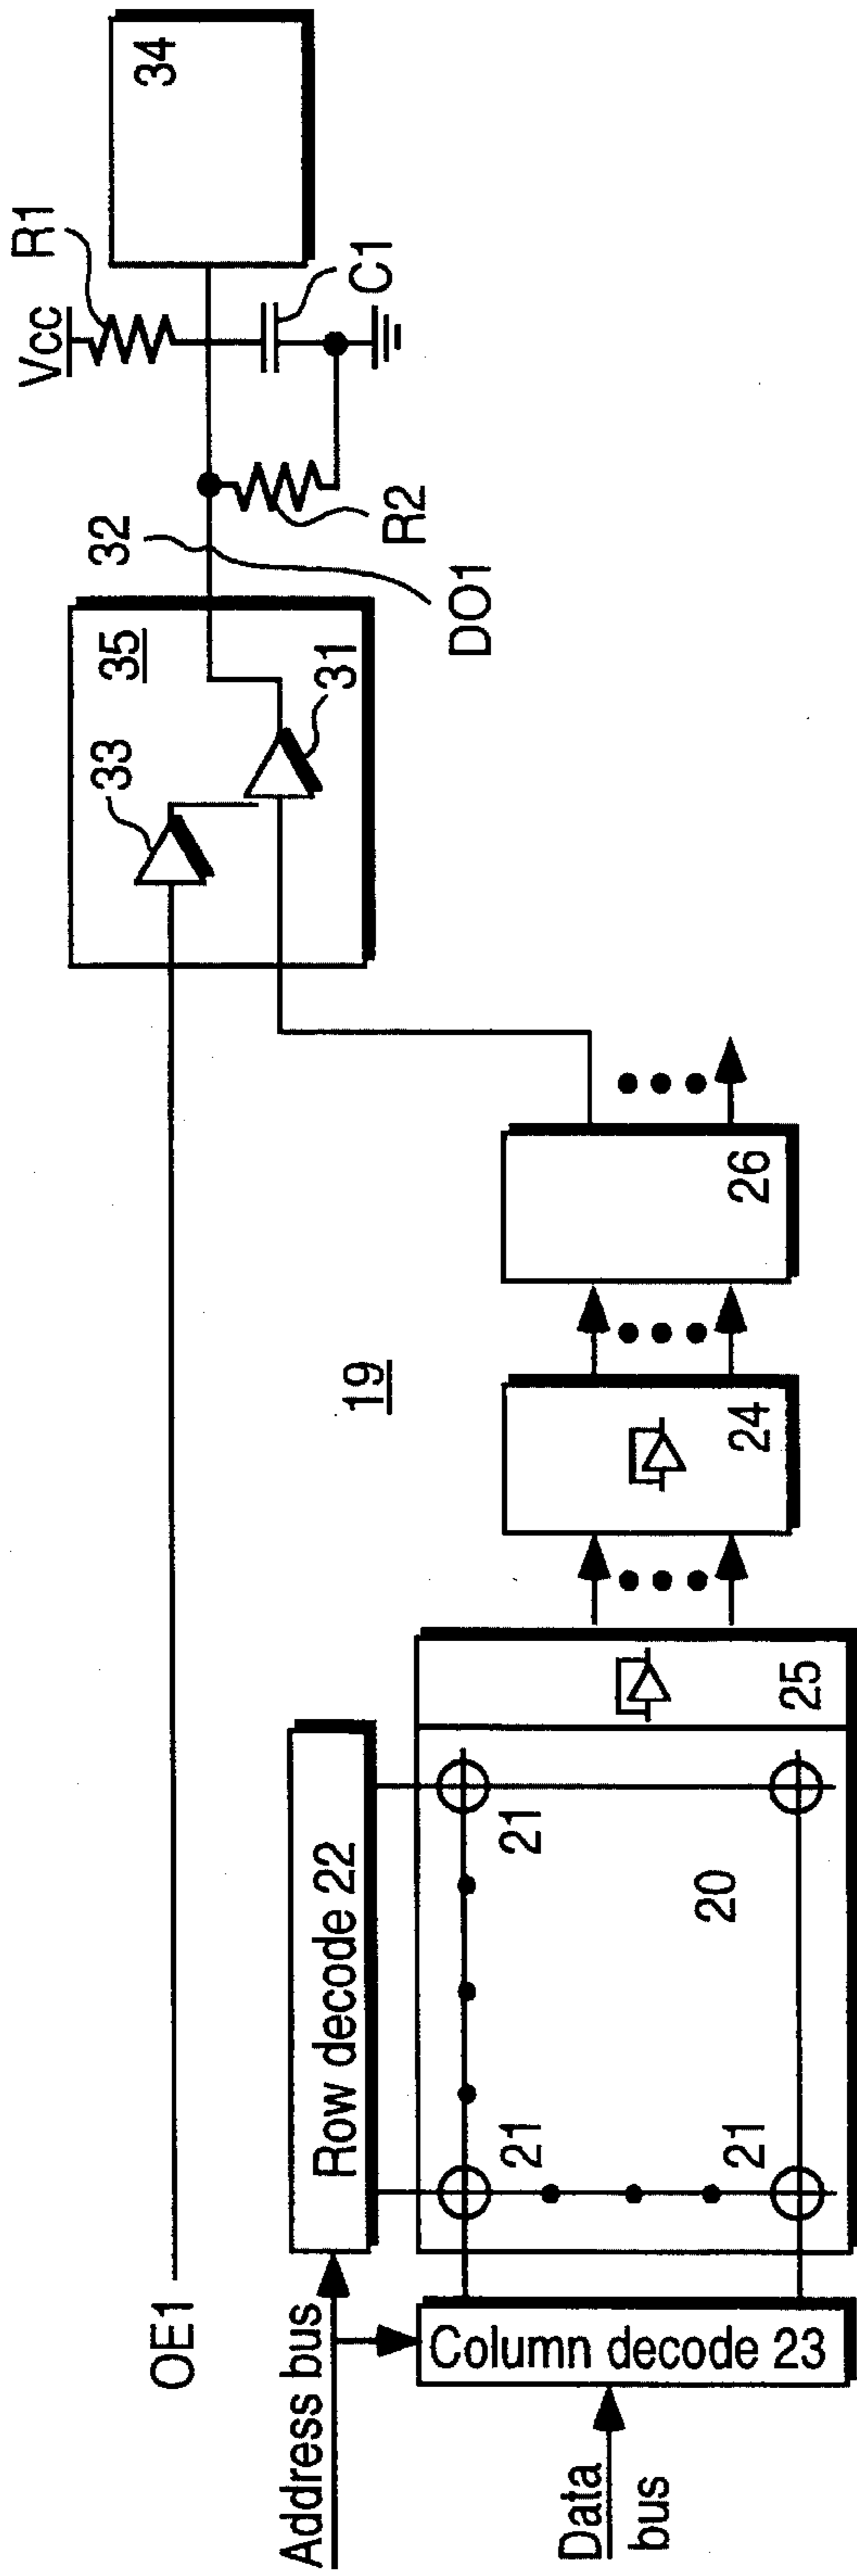 Vcc
R1
34
C1
R2
32
DO1
35
33
31
OE1
19
Address bus
Row decode 22
Data
bus
Column decode 23
21
21
21
20
25
24
26